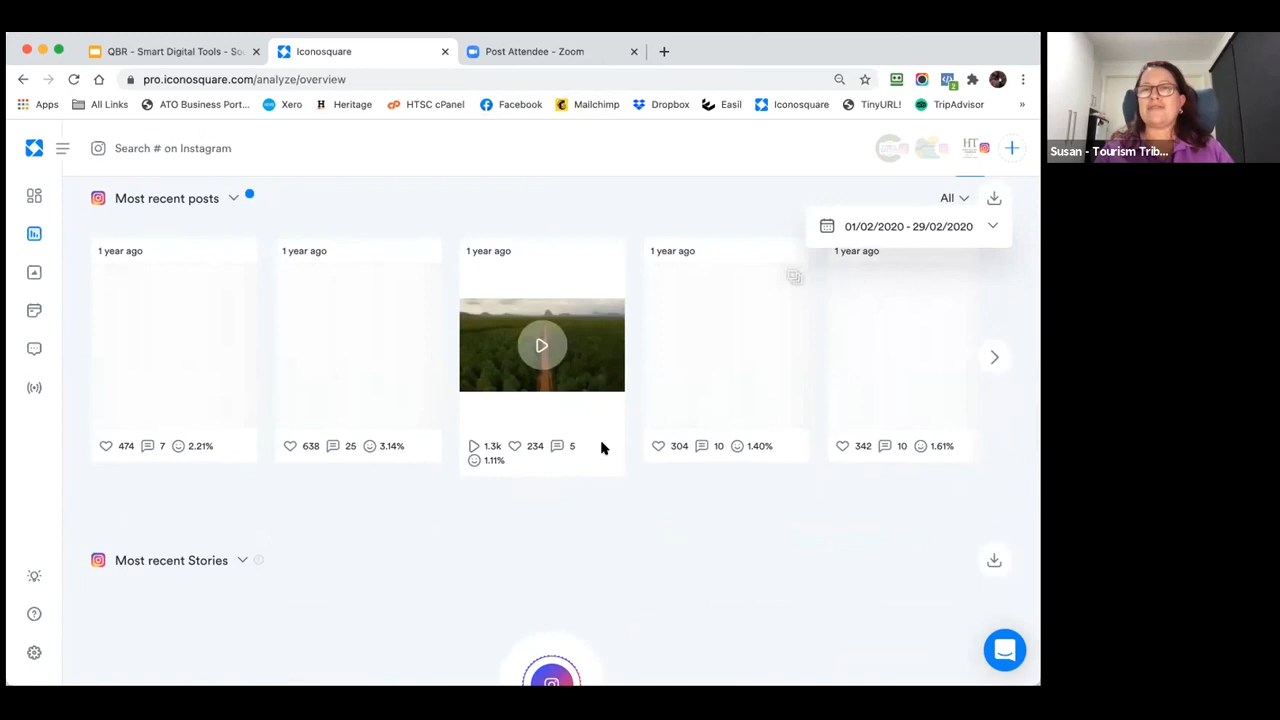 QBR - Smart Digital Tools - So
Iconosquare
Post Attendee - Zoom
pro.iconosquare.com/analyze/overview
2
Apps
All Links
ATO Business Port...
Xero
Heritage
HTSC cPanel
Facebook
Mailchimp
Dropbox
Easil
Iconosquare
TinyURL!
TripAdvisor
»
Susan - Tourism Trib...
Search # on Instagram
HT
Most recent posts
All
01/02/2020 - 29/02/2020
1 year ago
1 year ago
1 year ago
1 year ago
1 year ago
474 7 2.21%
638 25 3.14%
1.3k 234 5
1.11%
304 10 1.40%
342 10 1.61%
Most recent Stories